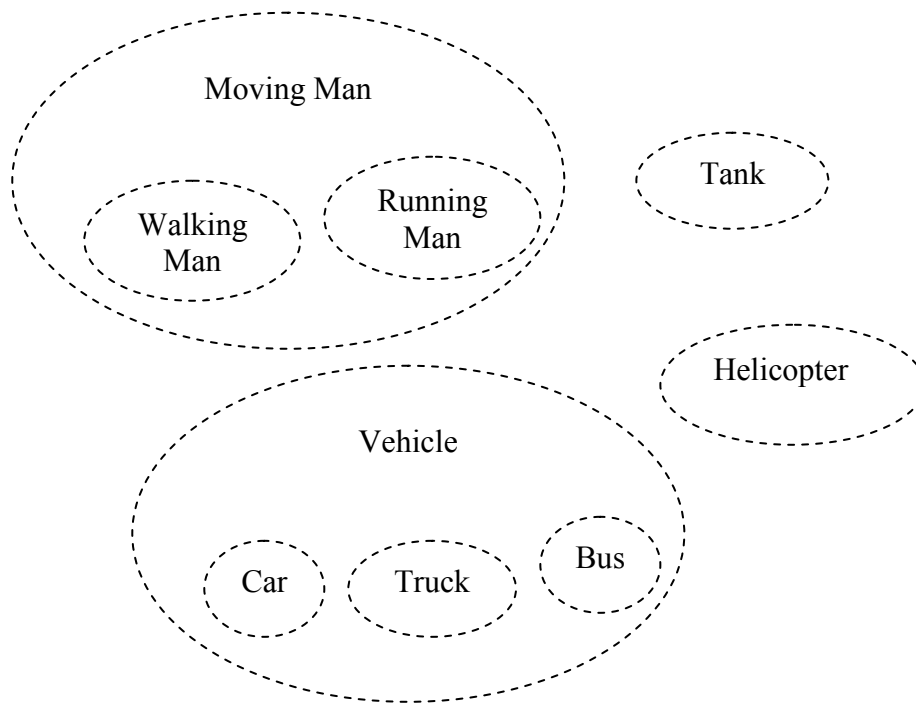 Moving Man
Tank
Walking
Man
Running
Man
Helicopter
Vehicle
Car
Truck
Bus